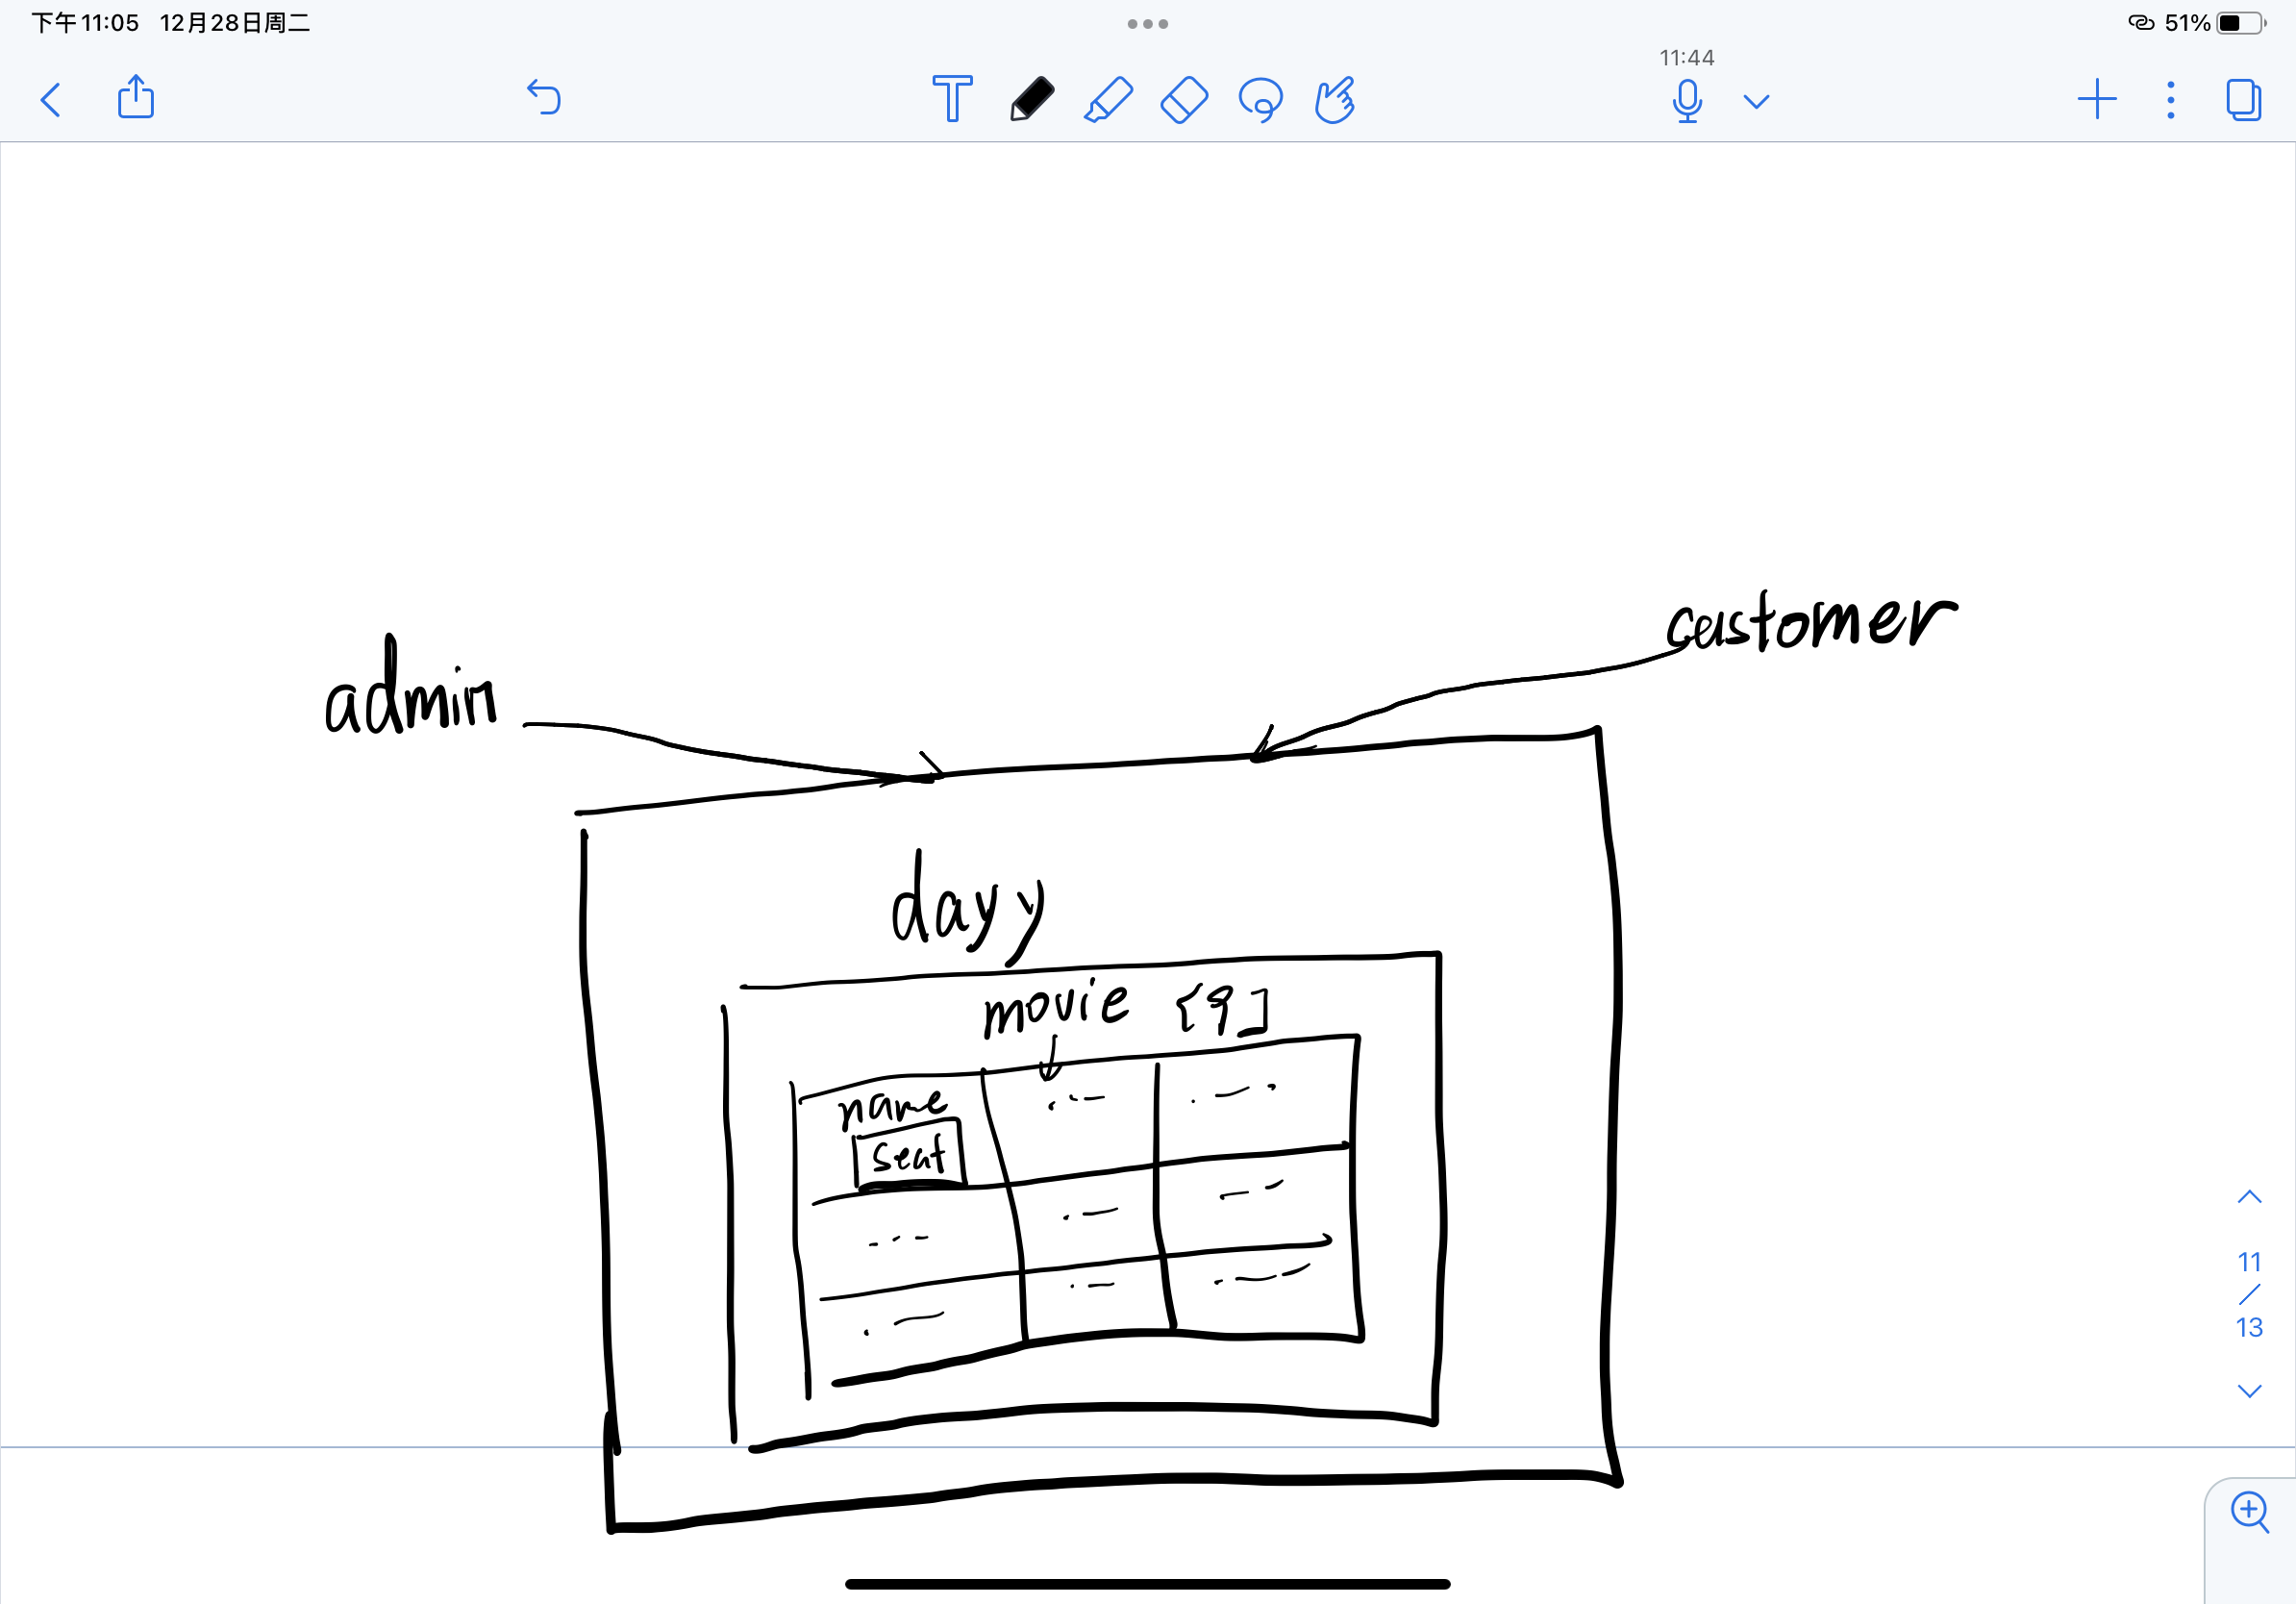 下午11:05 12月28日周二
51%
11:44
T
customer
admin
dayy
movie [9]
name
seat
11
/
13